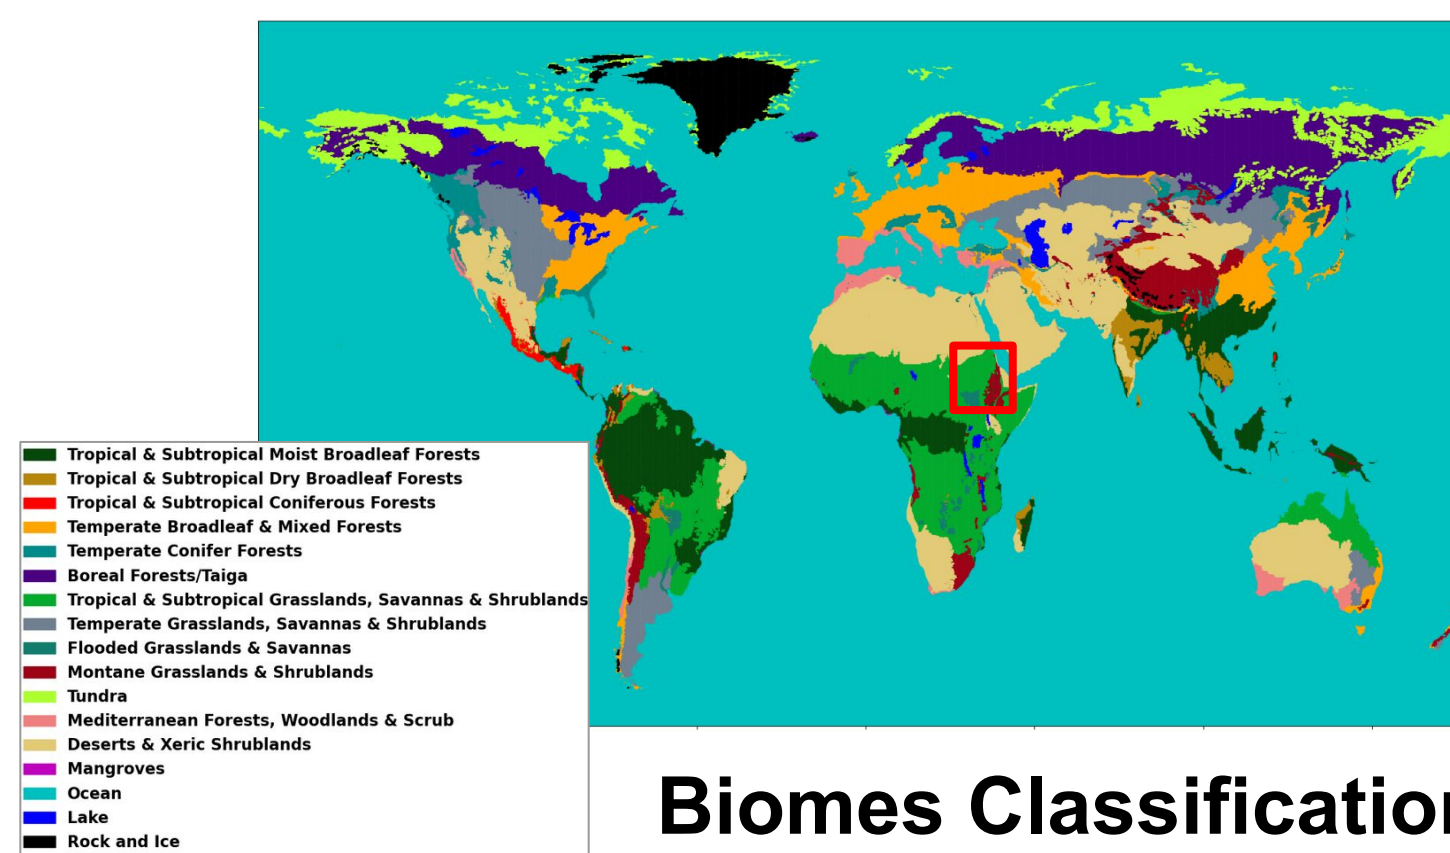 Tropical & Subtropical Moist Broadleaf Forests
Tropical & Subtropical Dry Broadleaf Forests
Tropical & Subtropical Coniferous Forests
Temperate Broadleaf & Mixed Forests
Temperate Conifer Forests
Boreal Forests/Taiga
Tropical & Subtropical Grasslands, Savannas & Shrublands
Temperate Grasslands, Savannas & Shrublands
Flooded Grasslands & Savannas
Montane Grasslands & Shrublands
Tundra
Mediterranean Forests, Woodlands & Scrub
Deserts & Xeric Shrublands
Mangroves
Ocean
Lake
Rock and Ice
Biomes Classification